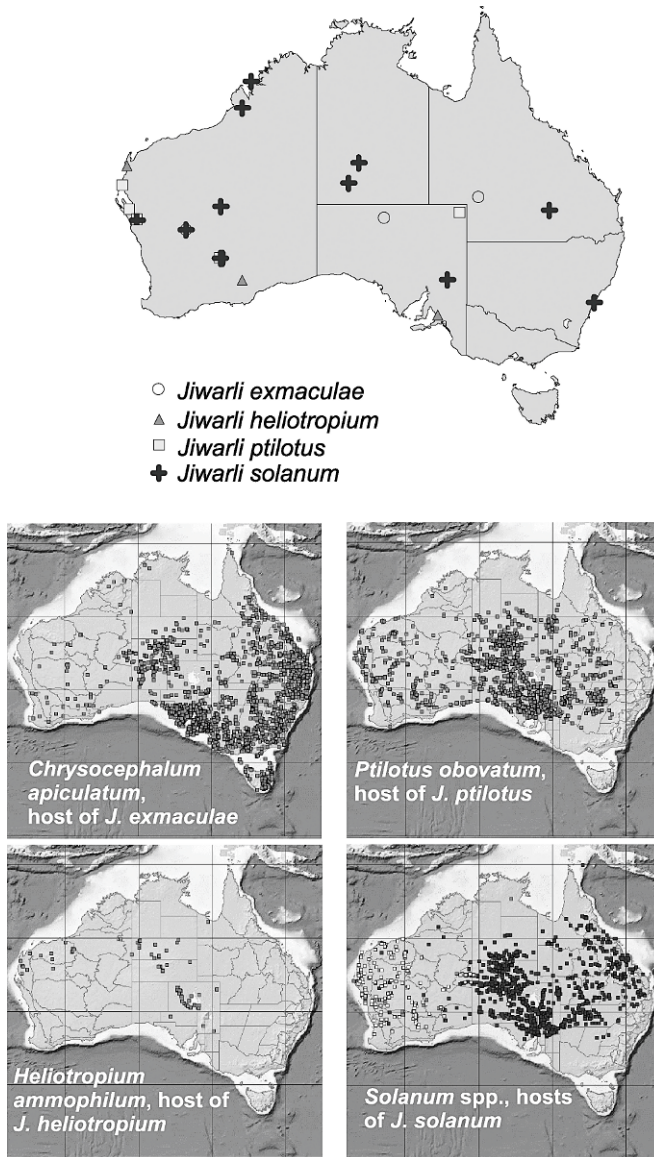 Jiwarli exmaculae
Jiwarli heliotropium
Jiwarli ptilotus
Jiwarli solanum
Chrysocephalum
apiculatum,
host of J. exmaculae
Ptilotus obovatum,
host of J. ptilotus
Heliotropium
ammophilum, host of
J. heliotropium
Solanum spp., hosts
of J. solanum